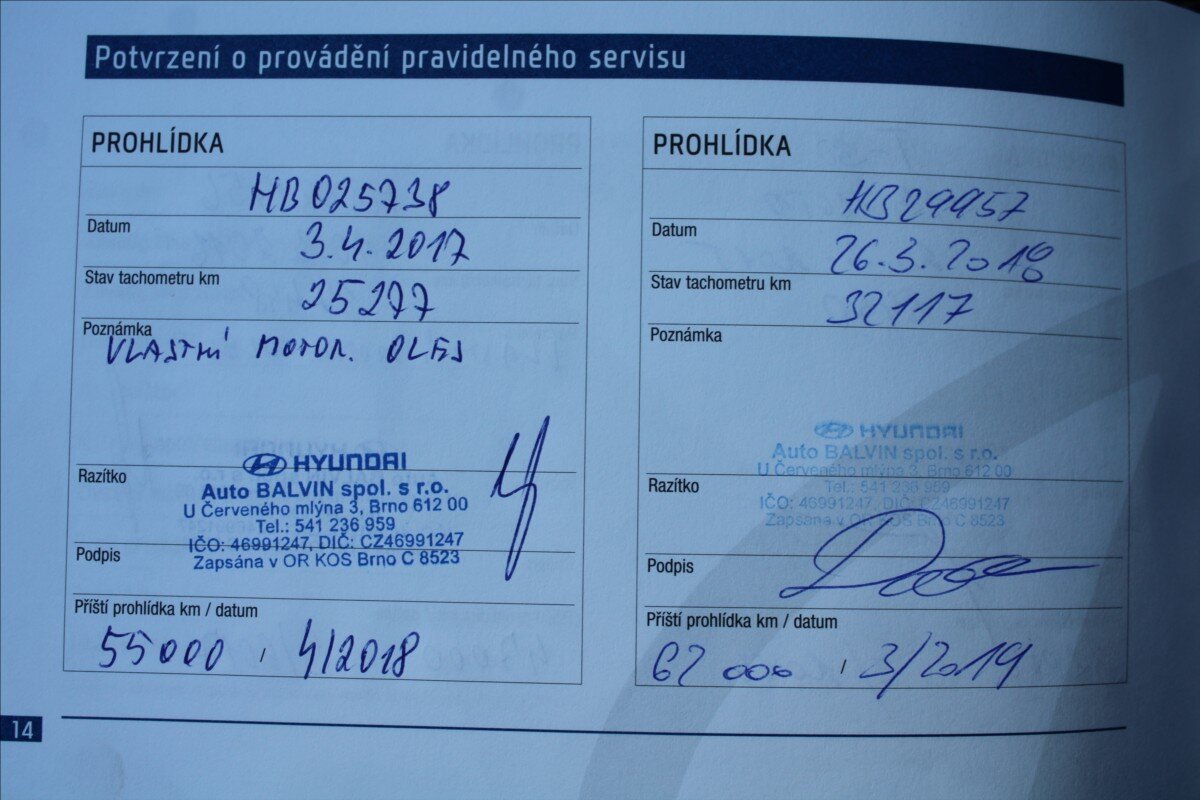 Potvrzení o provádění pravidelného servisu
PROHLÍDKA
HB025738
Datum
3.4.2017
Stav tachometru km
25277
Poznámka
VLASTNÍ MOTOR. OLEJ
Razítko
HYUNDAI
Auto BALVIN spol. s r.o.
U Červeného mlýna 3, Brno 612 00
Tel.: 541 236 959
IČO: 46991247, DIČ: CZ46991247
Zapsána v OR KOS Brno C 8523
Podpis
Příští prohlídka km / datum
55000 / 4/2018
PROHLÍDKA
HB29957
Datum
26.3.2018
Stav tachometru km
32117
Poznámka
HYUNDAI
Auto BALVIN spol. s r.o.
U Červeného mlýna 3, Brno 612 00
Razítko
Tel.: 541 236 959
IČO: 46991247, DIČ: CZ46991247
Zapsána v OR KOS Brno C 8523
Podpis
Příští prohlídka km / datum
62 000 / 3/2019
14